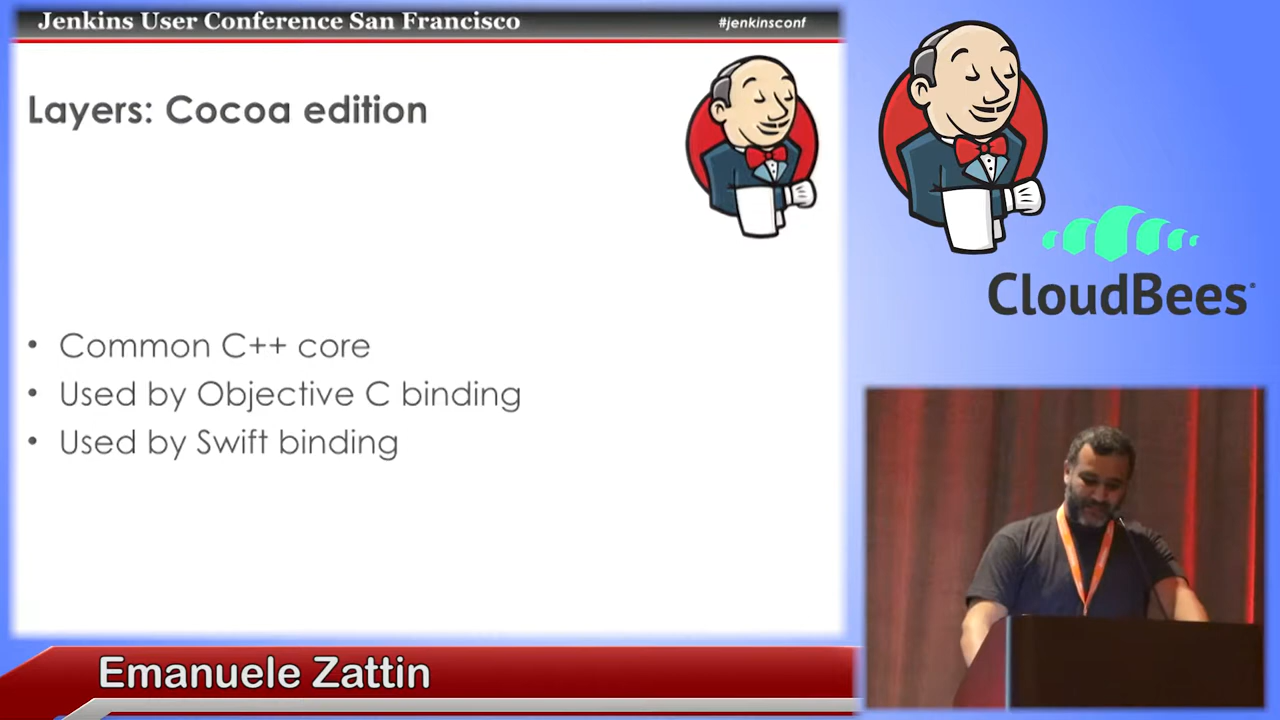 Jenkins User Conference San Francisco
#jenkinsconf
Layers: Cocoa edition
• Common C++ core
• Used by Objective C binding
• Used by Swift binding
CloudBees
Emanuele Zattin